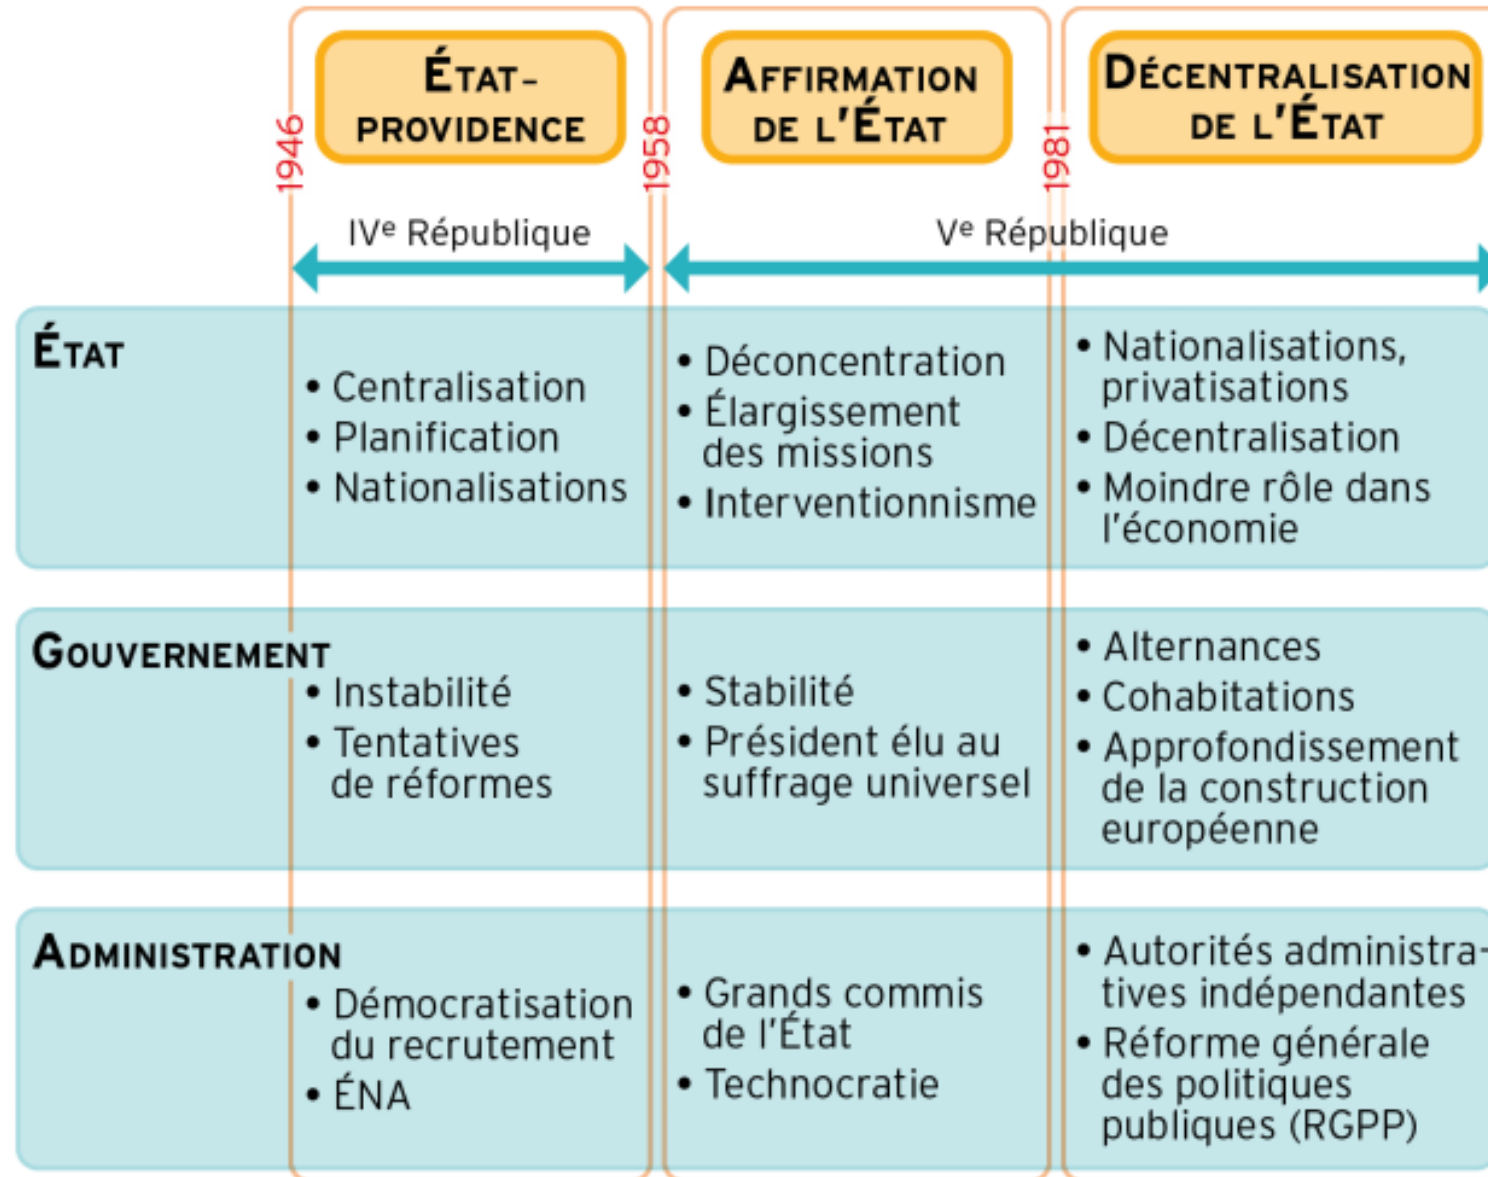 ÉTAT-
PROVIDENCE
AFFIRMATION
DE L'ÉTAT
DÉCENTRALISATION
DE L'ÉTAT
1946
1958
1981
IVe République
Ve République
ÉTAT
• Centralisation
• Planification
• Nationalisations
• Déconcentration
• Élargissement
des missions
• Interventionnisme
• Nationalisations,
privatisations
• Décentralisation
• Moindre rôle dans
l'économie
GOUVERNEMENT
• Instabilité
• Tentatives
de réformes
• Stabilité
• Président élu au
suffrage universel
• Alternances
• Cohabitations
• Approfondissement
de la construction
européenne
ADMINISTRATION
• Démocratisation
du recrutement
• ÉNA
• Grands commis
de l'État
• Technocratie
• Autorités administra-
tives indépendantes
• Réforme générale
des politiques
publiques (RGPP)